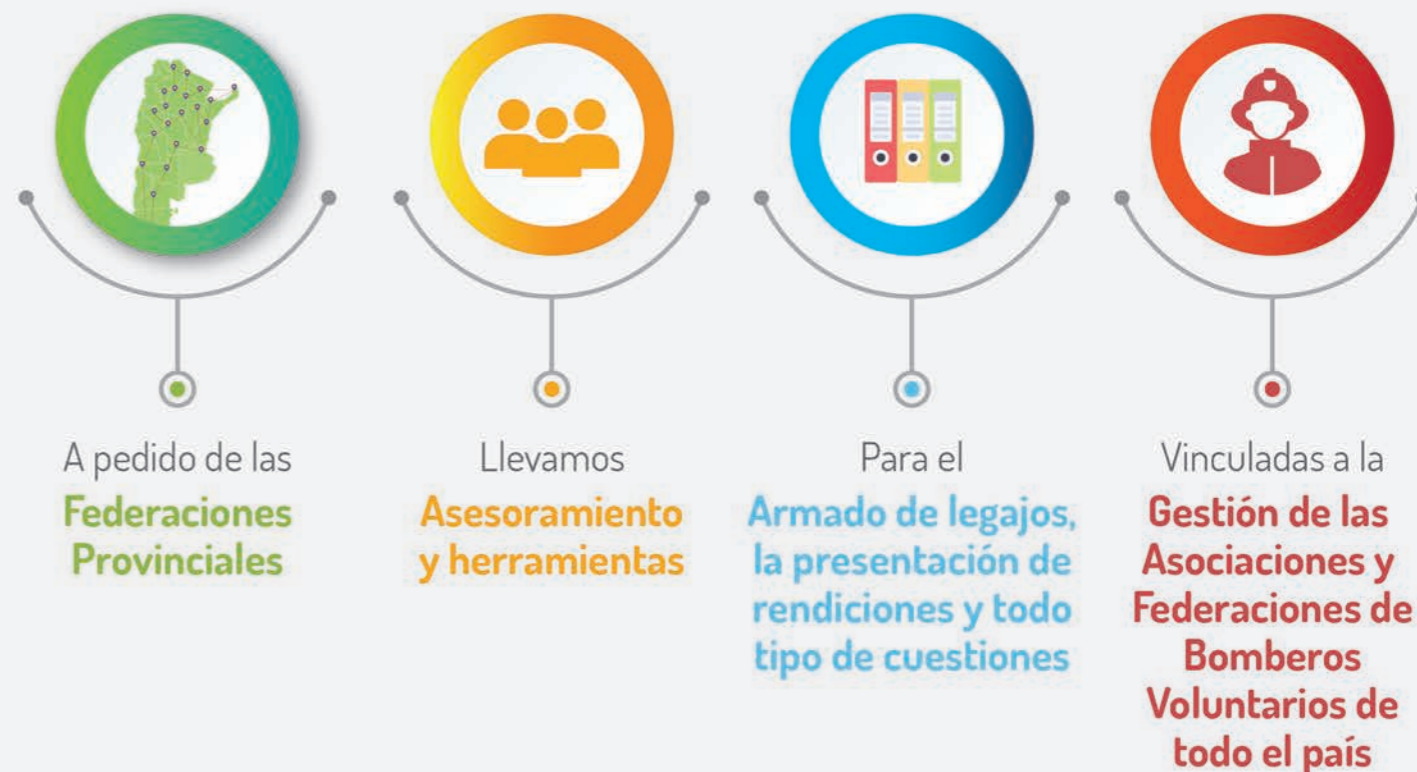 A pedido de las
Federaciones
Provinciales
Llevamos
Asesoramiento
y herramientas
Para el
Armado de legajos,
la presentación de
rendiciones y todo
tipo de cuestiones
Vinculadas a la
Gestión de las
Asociaciones y
Federaciones de
Bomberos
Voluntarios de
todo el país